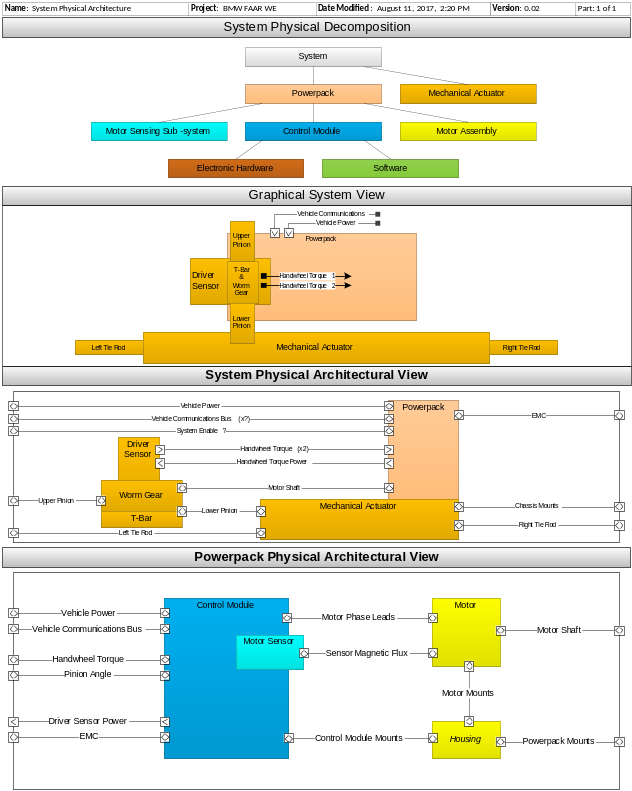 Name: System Physical Architecture Project: BMW FAAR WE Date Modified : August 11, 2017, 2:20 PM Version: 0.02 Part: 1 of 1
System Physical Decomposition
System
Powerpack Mechanical Actuator
Motor Sensing Sub -system Control Module Motor Assembly
Electronic Hardware Software
Graphical System View
Vehicle Communications
Vehicle Power
Upper
Pinion
Powerpack
Driver
Sensor
T-Bar
&
Worm
Gear
Handwheel Torque 1
Handwheel Torque 2
Lower
Pinion
Left Tie Rod Mechanical Actuator Right Tie Rod
System Physical Architectural View
Vehicle Power Powerpack
Vehicle Communications Bus (x?) EMC
System Enable ?
Driver
Sensor
Handwheel Torque (x2)
Handwheel Torque Power
Motor Shaft
Upper Pinion Worm Gear
Lower Pinion Mechanical Actuator Chassis Mounts
T-Bar
Left Tie Rod Right Tie Rod
Powerpack Physical Architectural View
Control Module Motor
Vehicle Power Motor Phase Leads
Vehicle Communications Bus Motor Shaft
Motor Sensor
Handwheel Torque Sensor Magnetic Flux
Pinion Angle
Motor Mounts
Driver Sensor Power
EMC Control Module Mounts Housing Powerpack Mounts